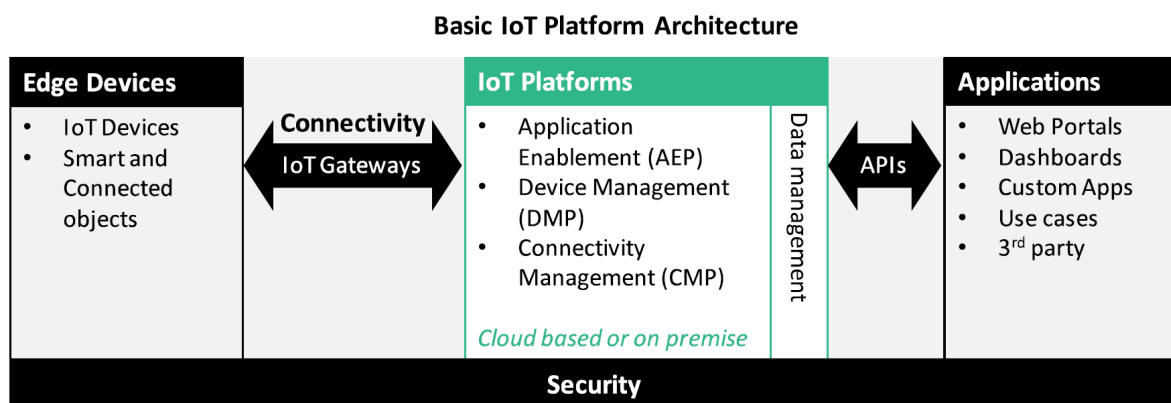 Basic IoT Platform Architecture
Edge Devices
• IoT Devices
• Smart and
Connected
objects
Connectivity
IoT Gateways
IoT Platforms
• Application
Enablement (AEP)
• Device Management
(DMP)
• Connectivity
Management (CMP)
Cloud based or on premise
Data management
APIs
Applications
• Web Portals
• Dashboards
• Custom Apps
• Use cases
• 3rd party
Security